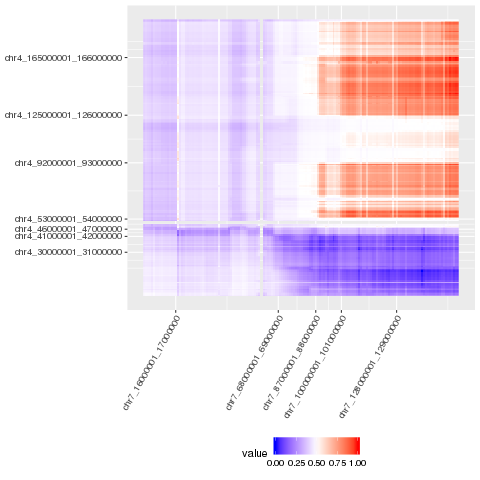 chr4_165000001_166000000
chr4_125000001_126000000
chr4_92000001_93000000
chr4_53000001_54000000
chr4_46000001_47000000
chr4_41000001_42000000
chr4_30000001_31000000
chr7_16000001_17000000
chr7_68000001_69000000
chr7_87000001_88000000
chr7_100000001_101000000
chr7_128000001_129000000
value
0.00 0.25 0.50 0.75 1.00